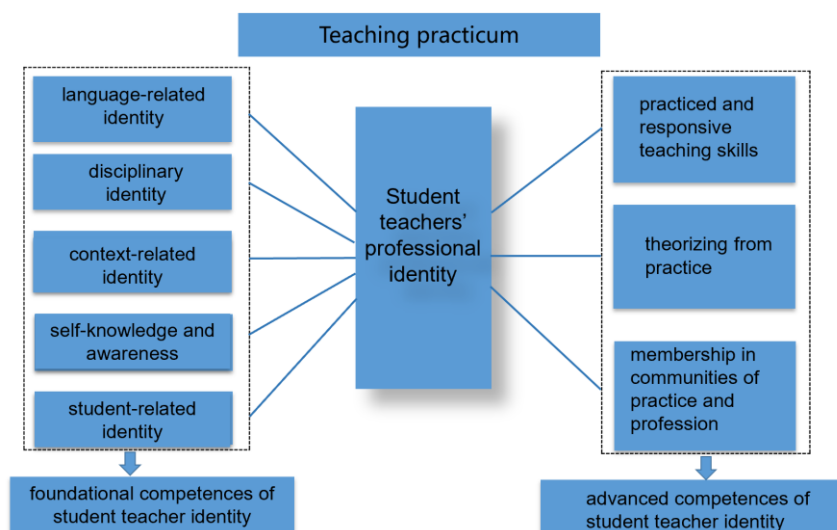 Teaching practicum
language-related
identity
disciplinary
identity
context-related
identity
self-knowledge and
awareness
student-related
identity
foundational competences of
student teacher identity
Student
teachers’
professional
identity
practiced and
responsive
teaching skills
theorizing from
practice
membership in
communities of
practice and
profession
advanced competences of
student teacher identity